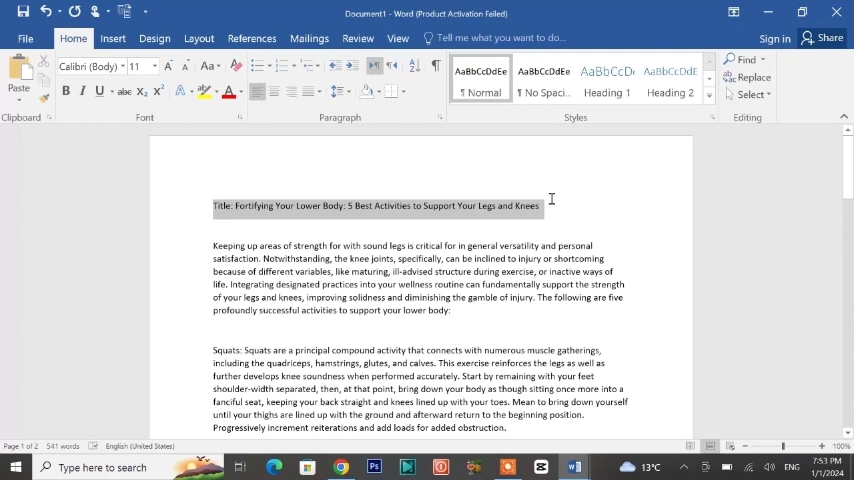 Document1 - Word (Product Activation Failed)
File Home Insert Design Layout References Mailings Review View Tell me what you want to do... Sign in Share
Paste
Calibri (Body) 11 Aa
B I U abc X₂ X² A ab A
Clipboard Font Paragraph Styles Editing
AaBbCcDdEe AaBbCcDdEe AaBbCcDc AaBbCcDdE
¶ Normal ¶ No Spaci... Heading 1 Heading 2
Find
Replace
Select
Title: Fortifying Your Lower Body: 5 Best Activities to Support Your Legs and Knees
Keeping up areas of strength for with sound legs is critical for in general versatility and personal
satisfaction. Notwithstanding, the knee joints, specifically, can be inclined to injury or shortcoming
because of different variables, like maturing, ill-advised structure during exercise, or inactive ways of
life. Integrating designated practices into your wellness routine can fundamentally support the strength
of your legs and knees, improving solidness and diminishing the gamble of injury. The following are five
profoundly successful activities to support your lower body:
Squats: Squats are a principal compound activity that connects with numerous muscle gatherings,
including the quadriceps, hamstrings, glutes, and calves. This exercise reinforces the legs as well as
further develops knee soundness when performed accurately. Start by remaining with your feet
shoulder-width separated, then, at that point, bring down your body as though sitting once more into a
fanciful seat, keeping your back straight and knees lined up with your toes. Mean to bring down yourself
until your thighs are lined up with the ground and afterward return to the beginning position.
Progressively increment reiterations and add loads for added obstruction.
Page 1 of 2 541 words English (United States) 100%
Type here to search 13°C ENG 7:53 PM
1/1/2024